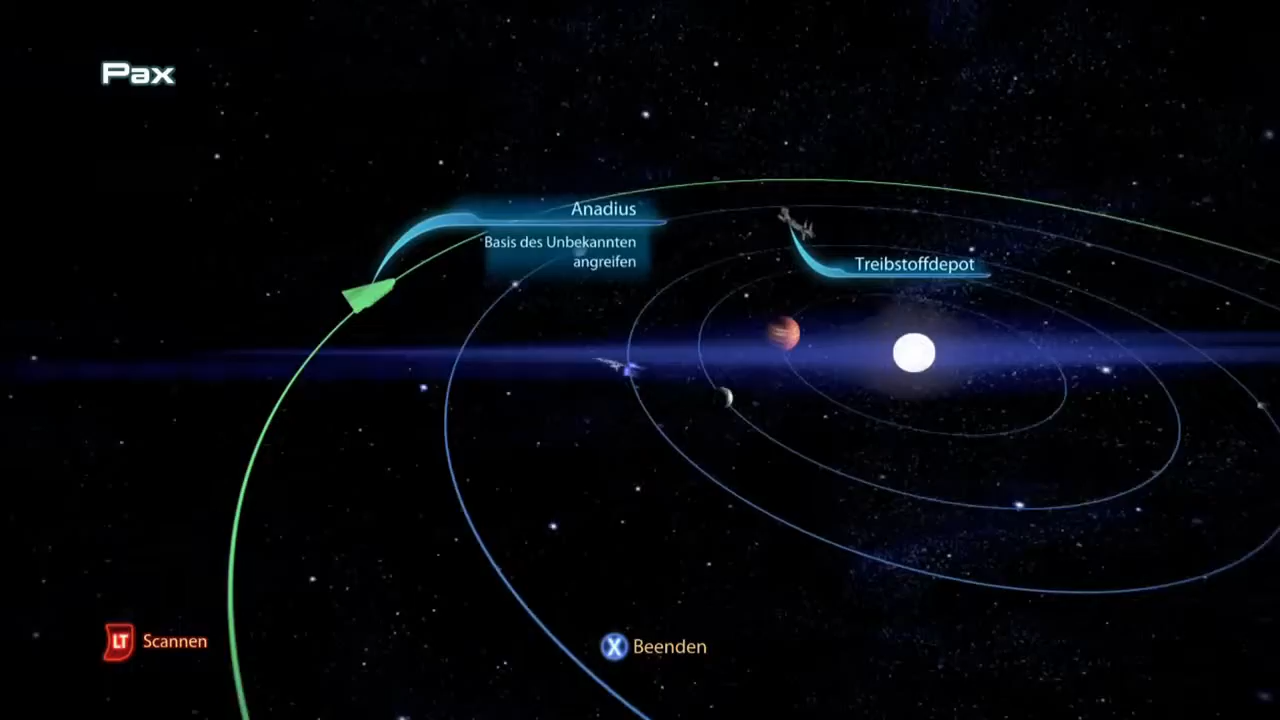 Pax
Anadius
Basis des Unbekannten
angreifen
Treibstoffdepot
LT Scannen
X Beenden